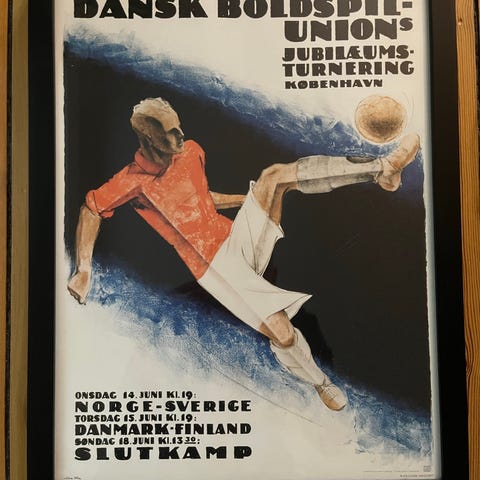 DANSK BOLDSPIL-
UNIONS
JUBILÆUMS-
TURNERING
KØBENHAVN
ONSDAG 14. JUNI KL.19:
NORGE-SVERIGE
TORSDAG 15. JUNI KL.19:
DANMARK-FINLAND
SØNDAG 18. JUNI KL.13 30:
SLUTKAMP